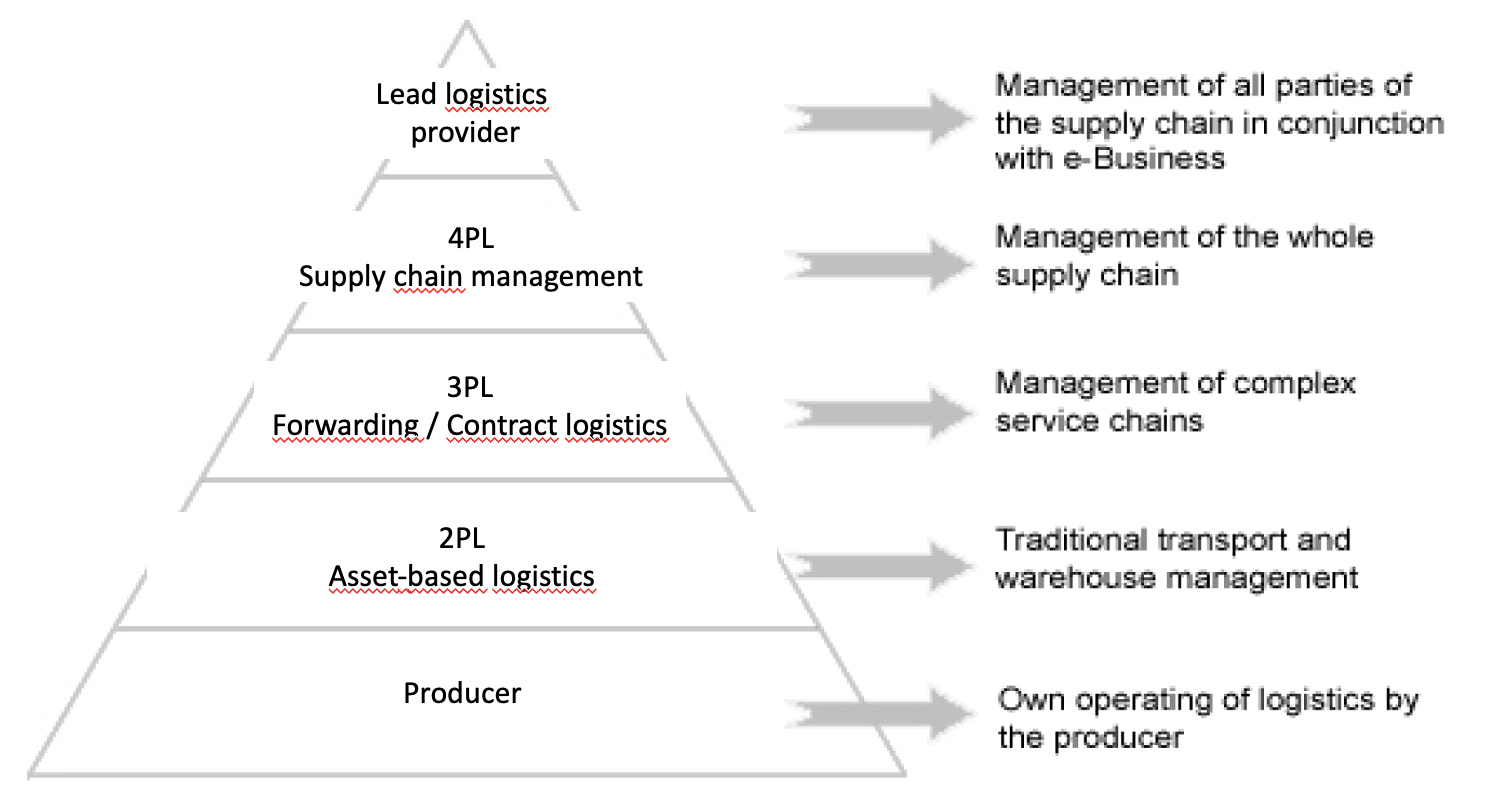 Lead logistics
provider
Management of all parties of
the supply chain in conjunction
with e-Business
4PL
Supply chain management
Management of the whole
supply chain
3PL
Forwarding / Contract logistics
Management of complex
service chains
2PL
Asset-based logistics
Traditional transport and
warehouse management
Producer
Own operating of logistics by
the producer